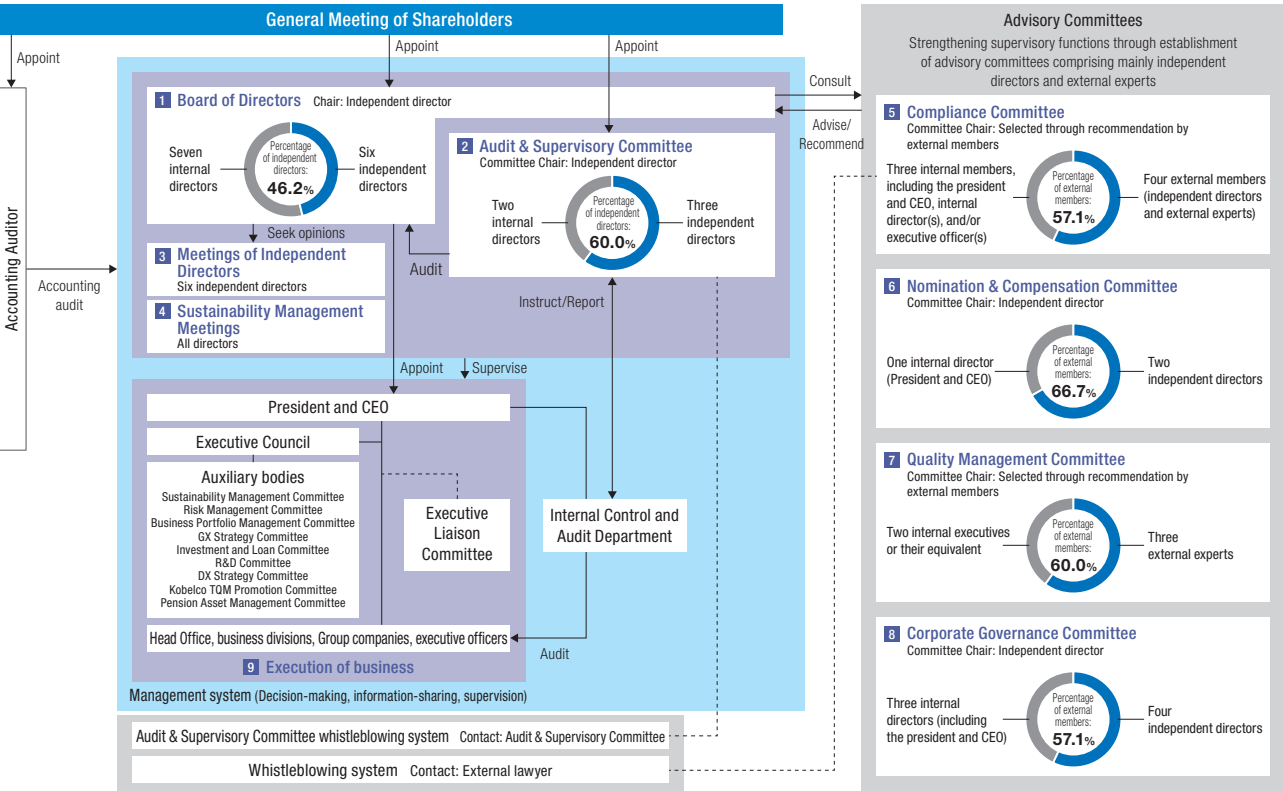 General Meeting of Shareholders
Appoint
Appoint
Appoint
Accounting Auditor
Accounting
audit
1 Board of Directors Chair: Independent director
Seven
internal
directors
Percentage
of independent
directors:
46.2%
Six
independent
directors
Seek opinions
2 Audit & Supervisory Committee
Committee Chair: Independent director
Two
internal
directors
Percentage
of independent
directors:
60.0%
Three
independent
directors
Audit
3 Meetings of Independent
Directors
Six independent directors
4 Sustainability Management
Meetings
All directors
Instruct/Report
Appoint
Supervise
President and CEO
Executive Council
Auxiliary bodies
Sustainability Management Committee
Risk Management Committee
Business Portfolio Management Committee
GX Strategy Committee
Investment and Loan Committee
R&D Committee
DX Strategy Committee
Kobelco TQM Promotion Committee
Pension Asset Management Committee
Executive
Liaison
Committee
Internal Control and
Audit Department
Head Office, business divisions, Group companies, executive officers
Audit
9 Execution of business
Management system (Decision-making, information-sharing, supervision)
Audit & Supervisory Committee whistleblowing system Contact: Audit & Supervisory Committee
Whistleblowing system Contact: External lawyer
Consult
Advise/
Recommend
Advisory Committees
Strengthening supervisory functions through establishment
of advisory committees comprising mainly independent
directors and external experts
5 Compliance Committee
Committee Chair: Selected through recommendation by
external members
Three internal members,
including the president
and CEO, internal
director(s), and/or
executive officer(s)
Percentage
of external
members:
57.1%
Four external members
(independent directors
and external experts)
6 Nomination & Compensation Committee
Committee Chair: Independent director
One internal director
(President and CEO)
Percentage
of external
members:
66.7%
Two
independent directors
7 Quality Management Committee
Committee Chair: Selected through recommendation by
external members
Two internal executives
or their equivalent
Percentage
of external
members:
60.0%
Three
external experts
8 Corporate Governance Committee
Committee Chair: Independent director
Three internal
directors (including
the president and CEO)
Percentage
of external
members:
57.1%
Four
independent directors